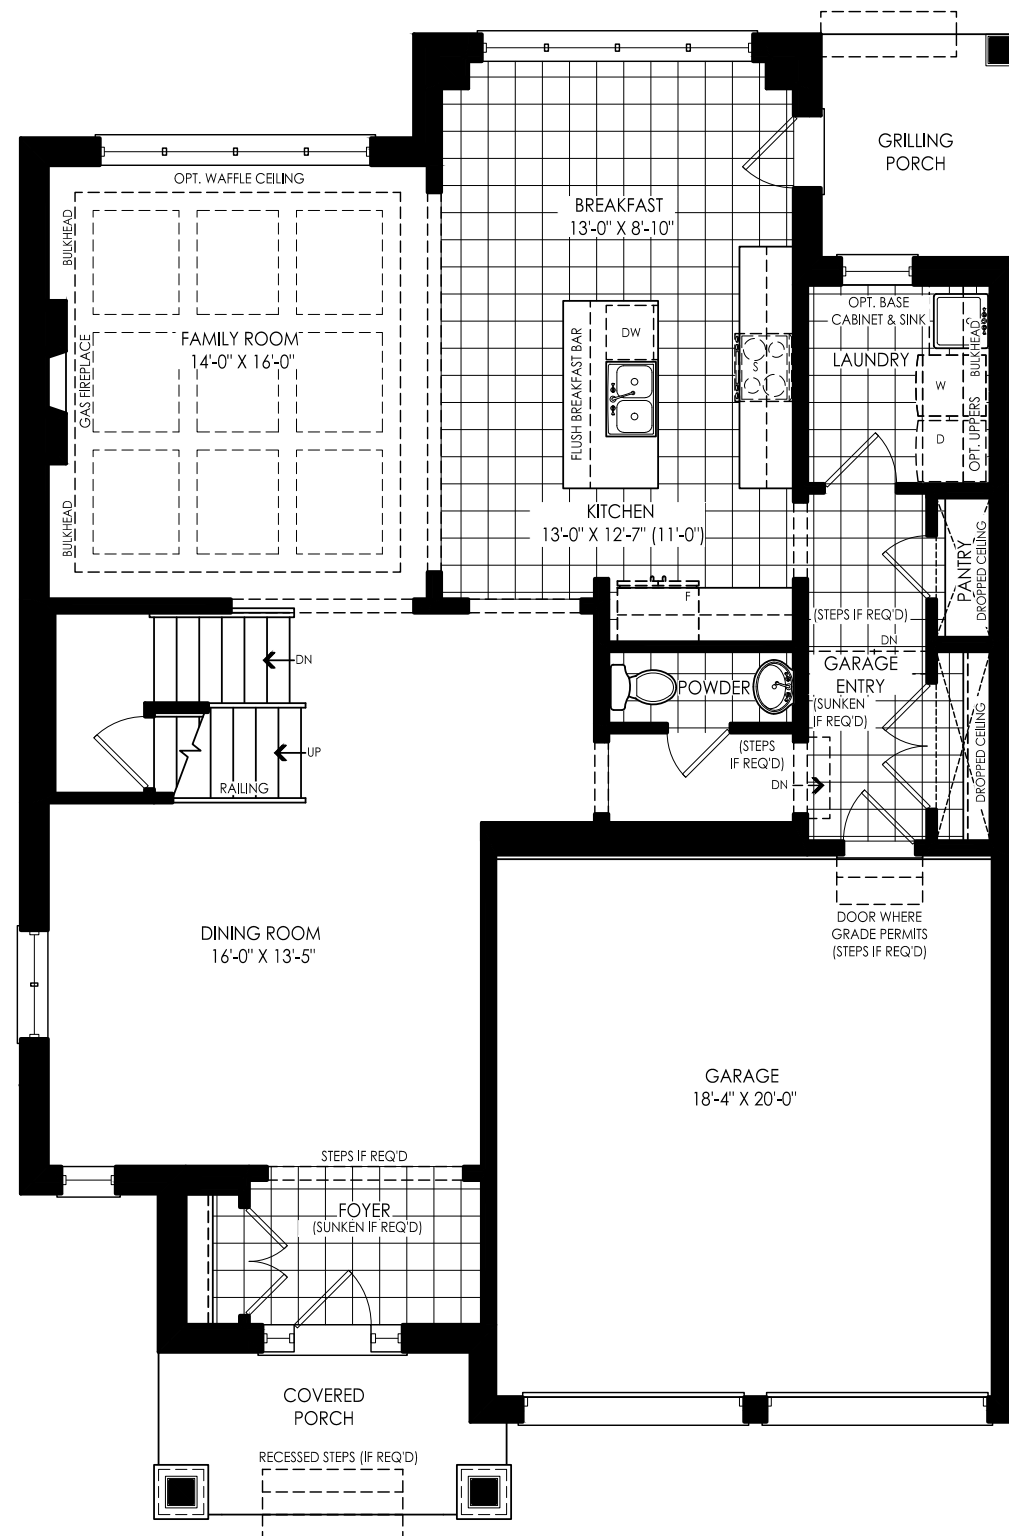 GRILLING
PORCH
OPT. WAFFLE CEILING
BULKHEAD
BREAKFAST
13'-0" X 8'-10"
OPT. BASE
CABINET & SINK
BULKHEAD
FAMILY ROOM
14'-0" X 16'-0"
GAS FIREPLACE
FLUSH BREAKFAST BAR
DW
S
LAUNDRY
W
D
OPT. UPPERS
BULKHEAD
KITCHEN
13'-0" X 12'-7" (11'-0")
PANTRY
DROPPED CEILING
F
(STEPS IF REQ'D)
DN
DN
POWDER
GARAGE
ENTRY
(SUNKEN
IF REQ'D)
UP
(STEPS
IF REQ'D)
DN
DROPPED CEILING
RAILING
DINING ROOM
16'-0" X 13'-5"
DOOR WHERE
GRADE PERMITS
(STEPS IF REQ'D)
GARAGE
18'-4" X 20'-0"
STEPS IF REQ'D
FOYER
(SUNKEN IF REQ'D)
COVERED
PORCH
RECESSED STEPS (IF REQ'D)